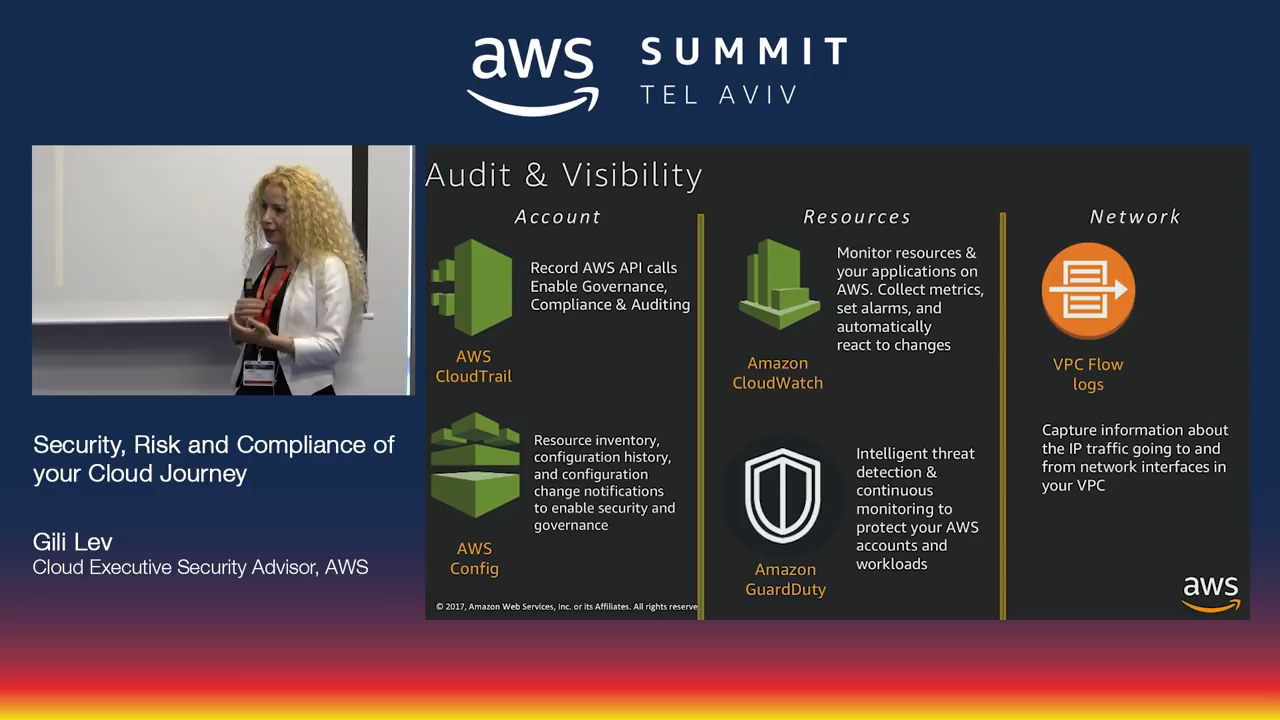 aws
SUMMIT
TEL AVIV
Audit & Visibility
Account
Record AWS API calls
Enable Governance,
Compliance & Auditing
AWS
CloudTrail
Resource inventory,
configuration history,
and configuration
change notifications
to enable security and
governance
AWS
Config
Resources
Monitor resources &
your applications on
AWS. Collect metrics,
set alarms, and
automatically
react to changes
Amazon
CloudWatch
Intelligent threat
detection &
continuous
monitoring to
protect your AWS
accounts and
workloads
Amazon
GuardDuty
Network
VPC Flow
logs
Capture information about
the IP traffic going to and
from network interfaces in
your VPC
© 2017, Amazon Web Services, Inc. or its Affiliates. All rights reserve
aws
Security, Risk and Compliance of
your Cloud Journey
Gili Lev
Cloud Executive Security Advisor, AWS